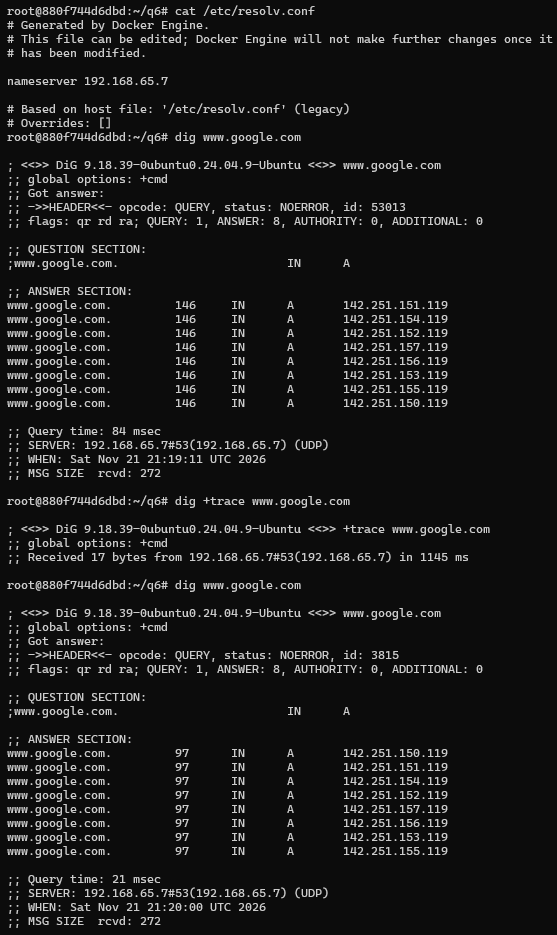 root@880f744d6dbd:~/q6# cat /etc/resolv.conf
# Generated by Docker Engine.
# This file can be edited; Docker Engine will not make further changes once it
# has been modified.

nameserver 192.168.65.7

# Based on host file: '/etc/resolv.conf' (legacy)
# Overrides: []
root@880f744d6dbd:~/q6# dig www.google.com

; <<>> DiG 9.18.39-0ubuntu0.24.04.9-Ubuntu <<>> www.google.com
;; global options: +cmd
;; Got answer:
;; ->>HEADER<<- opcode: QUERY, status: NOERROR, id: 53013
;; flags: qr rd ra; QUERY: 1, ANSWER: 8, AUTHORITY: 0, ADDITIONAL: 0

;; QUESTION SECTION:
;www.google.com.                        IN      A

;; ANSWER SECTION:
www.google.com.         146     IN      A       142.251.151.119
www.google.com.         146     IN      A       142.251.154.119
www.google.com.         146     IN      A       142.251.152.119
www.google.com.         146     IN      A       142.251.157.119
www.google.com.         146     IN      A       142.251.156.119
www.google.com.         146     IN      A       142.251.153.119
www.google.com.         146     IN      A       142.251.155.119
www.google.com.         146     IN      A       142.251.150.119

;; Query time: 84 msec
;; SERVER: 192.168.65.7#53(192.168.65.7) (UDP)
;; WHEN: Sat Nov 21 21:19:11 UTC 2026
;; MSG SIZE  rcvd: 272

root@880f744d6dbd:~/q6# dig +trace www.google.com

; <<>> DiG 9.18.39-0ubuntu0.24.04.9-Ubuntu <<>> +trace www.google.com
;; global options: +cmd
;; Received 17 bytes from 192.168.65.7#53(192.168.65.7) in 1145 ms

root@880f744d6dbd:~/q6# dig www.google.com

; <<>> DiG 9.18.39-0ubuntu0.24.04.9-Ubuntu <<>> www.google.com
;; global options: +cmd
;; Got answer:
;; ->>HEADER<<- opcode: QUERY, status: NOERROR, id: 3815
;; flags: qr rd ra; QUERY: 1, ANSWER: 8, AUTHORITY: 0, ADDITIONAL: 0

;; QUESTION SECTION:
;www.google.com.                        IN      A

;; ANSWER SECTION:
www.google.com.         97      IN      A       142.251.150.119
www.google.com.         97      IN      A       142.251.151.119
www.google.com.         97      IN      A       142.251.154.119
www.google.com.         97      IN      A       142.251.152.119
www.google.com.         97      IN      A       142.251.157.119
www.google.com.         97      IN      A       142.251.156.119
www.google.com.         97      IN      A       142.251.153.119
www.google.com.         97      IN      A       142.251.155.119

;; Query time: 21 msec
;; SERVER: 192.168.65.7#53(192.168.65.7) (UDP)
;; WHEN: Sat Nov 21 21:20:00 UTC 2026
;; MSG SIZE  rcvd: 272